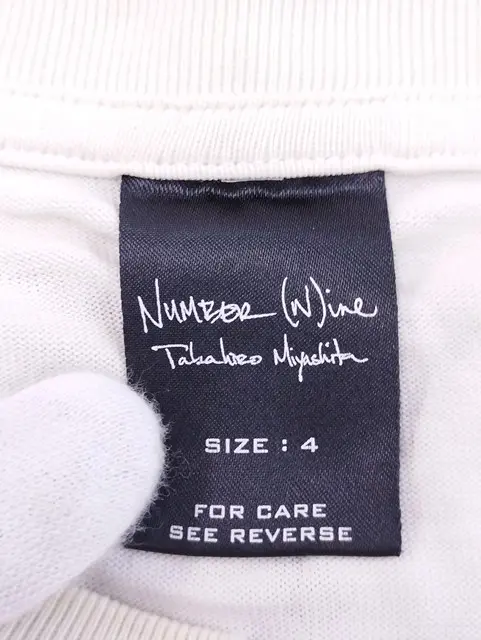 NUMBER (N)ine
Takahiro Miyashita
SIZE : 4
FOR CARE
SEE REVERSE